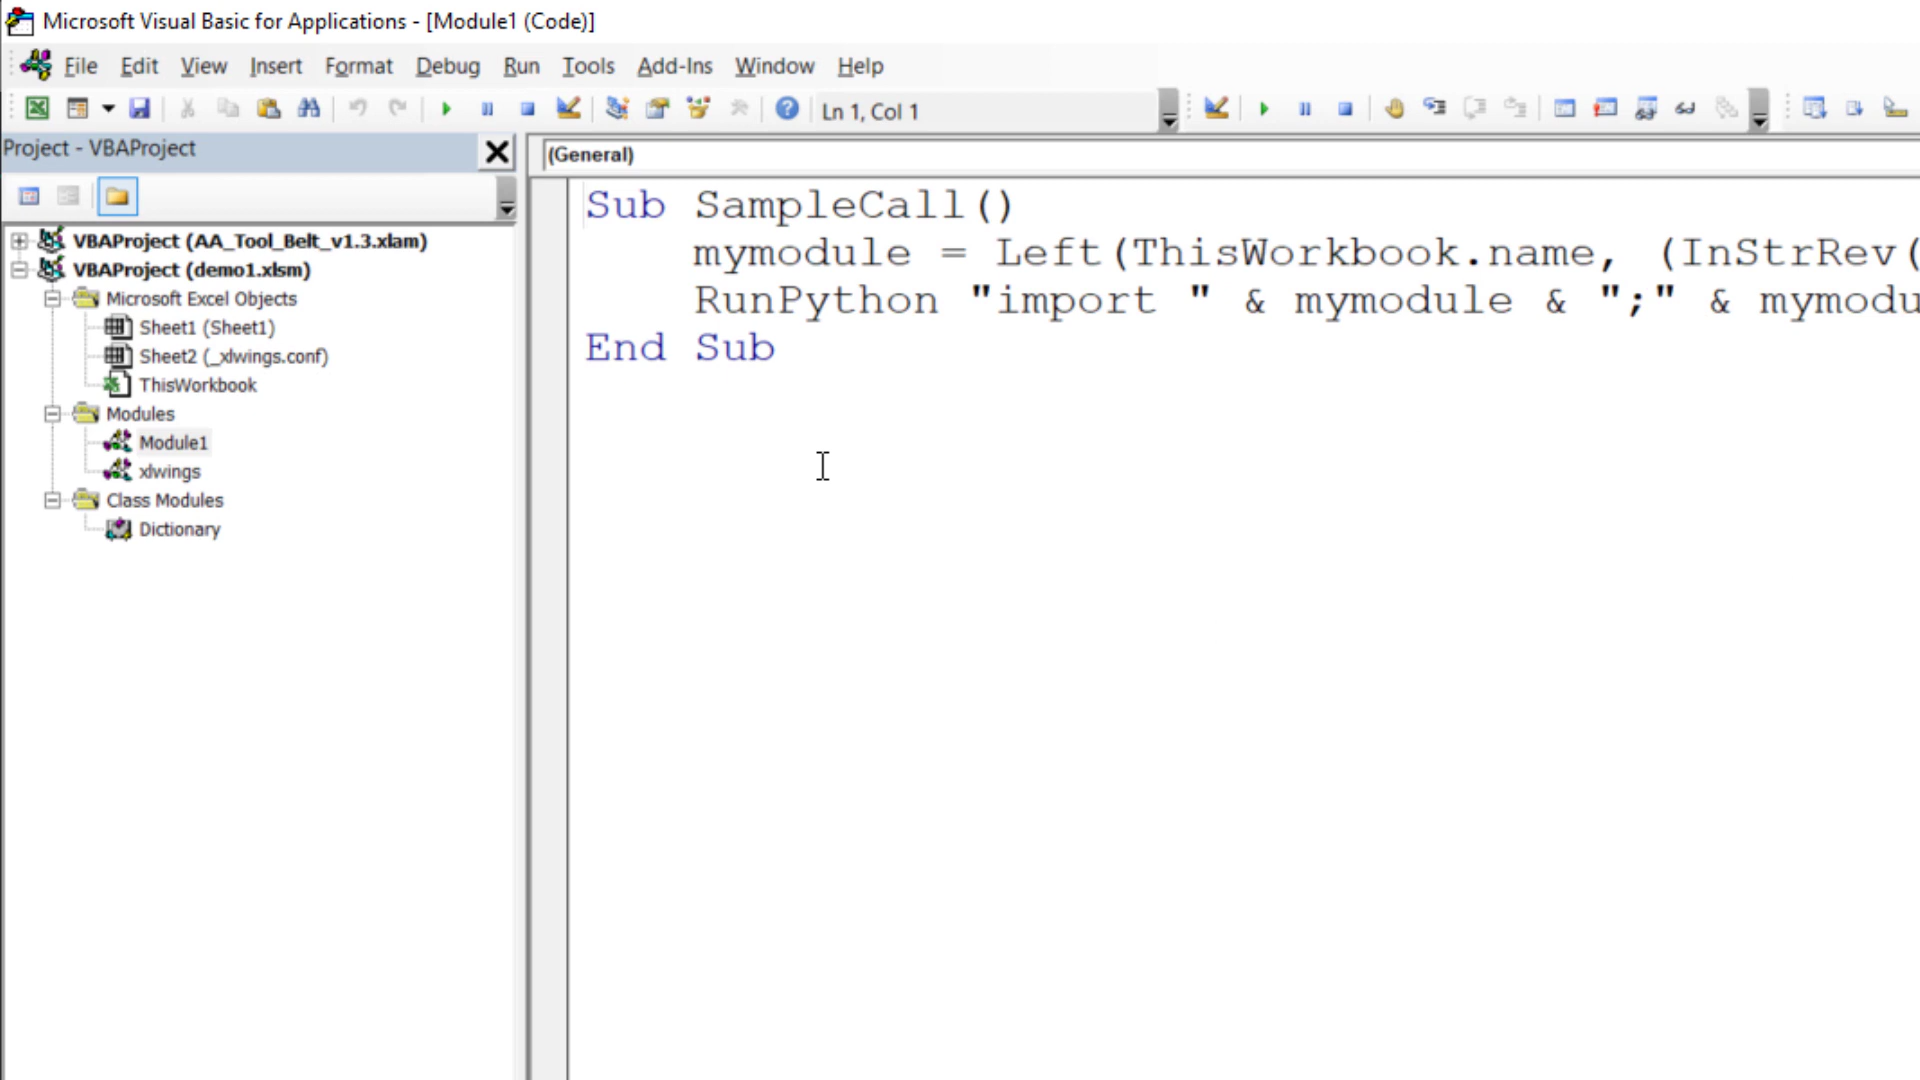 Microsoft Visual Basic for Applications - [Module1 (Code)]
File Edit View Insert Format Debug Run Tools Add-Ins Window Help
Ln 1, Col 1
Project - VBAProject
(General)
VBAProject (AA_Tool_Belt_v1.3.xlam)
VBAProject (demo1.xlsm)
Microsoft Excel Objects
Sheet1 (Sheet1)
Sheet2 (_xlwings.conf)
ThisWorkbook
Modules
Module1
xlwings
Class Modules
Dictionary
Sub SampleCall()
mymodule = Left(ThisWorkbook.name, (InStrRev(
RunPython "import " & mymodule & ";" & mymodu
End Sub